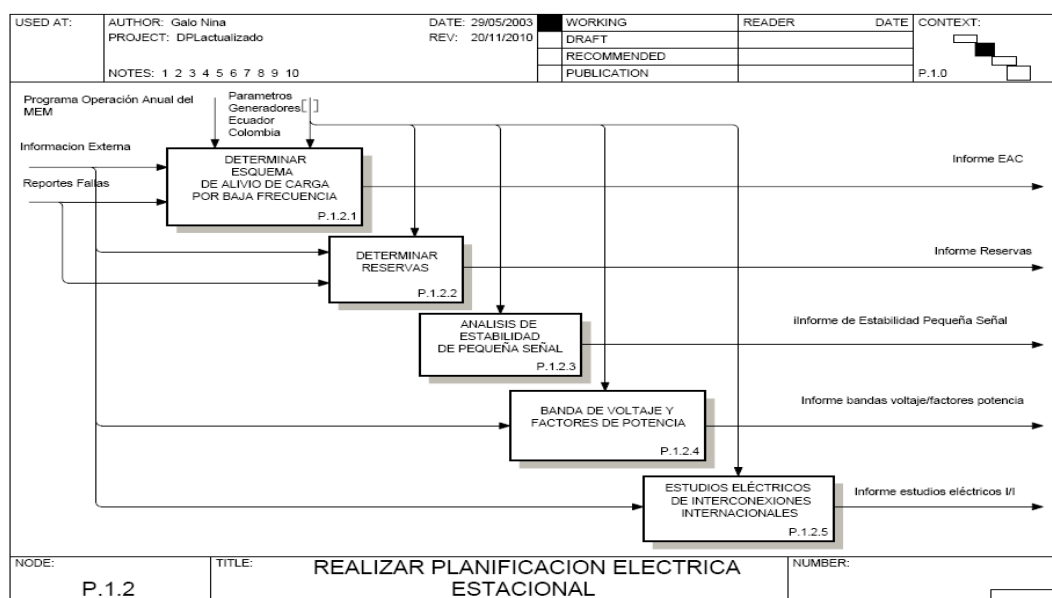 USED AT:
AUTHOR: Galo Nina
DATE: 29/05/2003
WORKING
READER
DATE
CONTEXT:
PROJECT: DPLactualizado
REV: 20/11/2010
DRAFT
RECOMMENDED
NOTES: 1 2 3 4 5 6 7 8 9 10
PUBLICATION
P.1.0
Programa Operación Anual del
MEM
Parametros
Generadores
Ecuador
Colombia
Informacion Externa
Reportes Fallas
DETERMINAR
ESQUEMA
DE ALIVIO DE CARGA
POR BAJA FRECUENCIA
P.1.2.1
Informe EAC
DETERMINAR
RESERVAS
P.1.2.2
Informe Reservas
ANALISIS DE
ESTABILIDAD
DE PEQUEÑA SEÑAL
P.1.2.3
iInforme de Estabilidad Pequeña Señal
BANDA DE VOLTAJE Y
FACTORES DE POTENCIA
P.1.2.4
Informe bandas voltaje/factores potencia
ESTUDIOS ELÉCTRICOS
DE INTERCONEXIONES
INTERNACIONALES
P.1.2.5
Informe estudios eléctricos I/I
NODE:
P.1.2
TITLE:
REALIZAR PLANIFICACION ELECTRICA
ESTACIONAL
NUMBER: